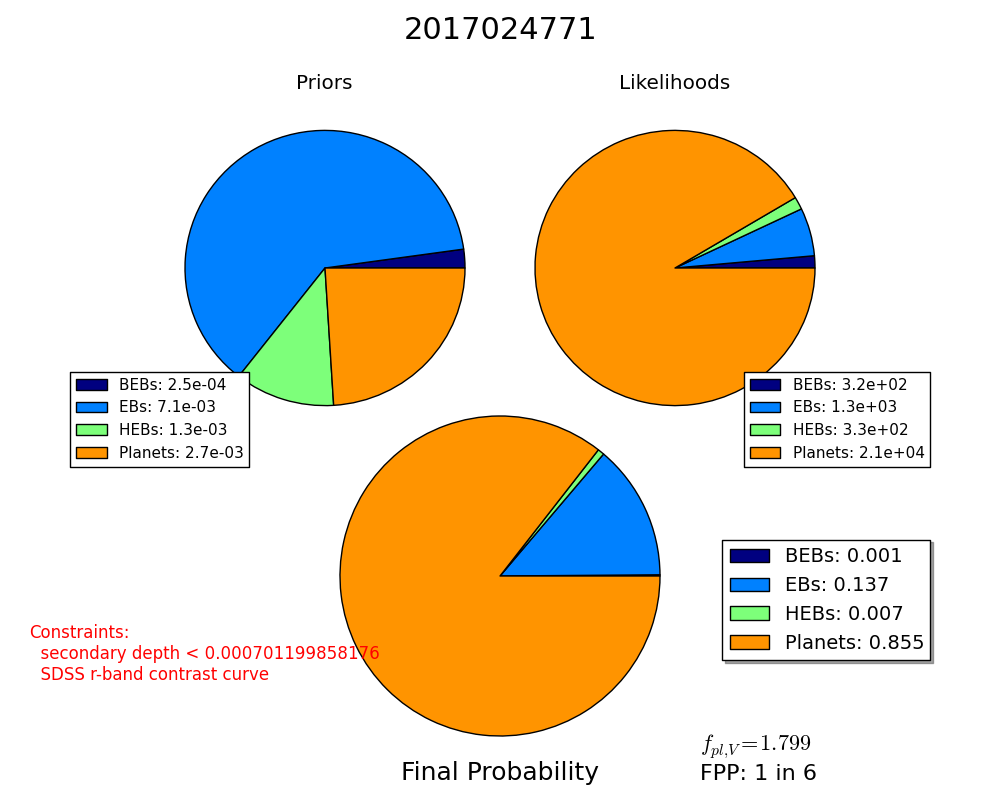 2017024771
Priors
Likelihoods
BEBs: 2.5e-04
EBs: 7.1e-03
HEBs: 1.3e-03
Planets: 2.7e-03
BEBs: 3.2e+02
EBs: 1.3e+03
HEBs: 3.3e+02
Planets: 2.1e+04
BEBs: 0.001
EBs: 0.137
HEBs: 0.007
Planets: 0.855
Constraints:
secondary depth < 0.000701199858176
SDSS r-band contrast curve
f_{pl,V}=1.799
Final Probability
FPP: 1 in 6